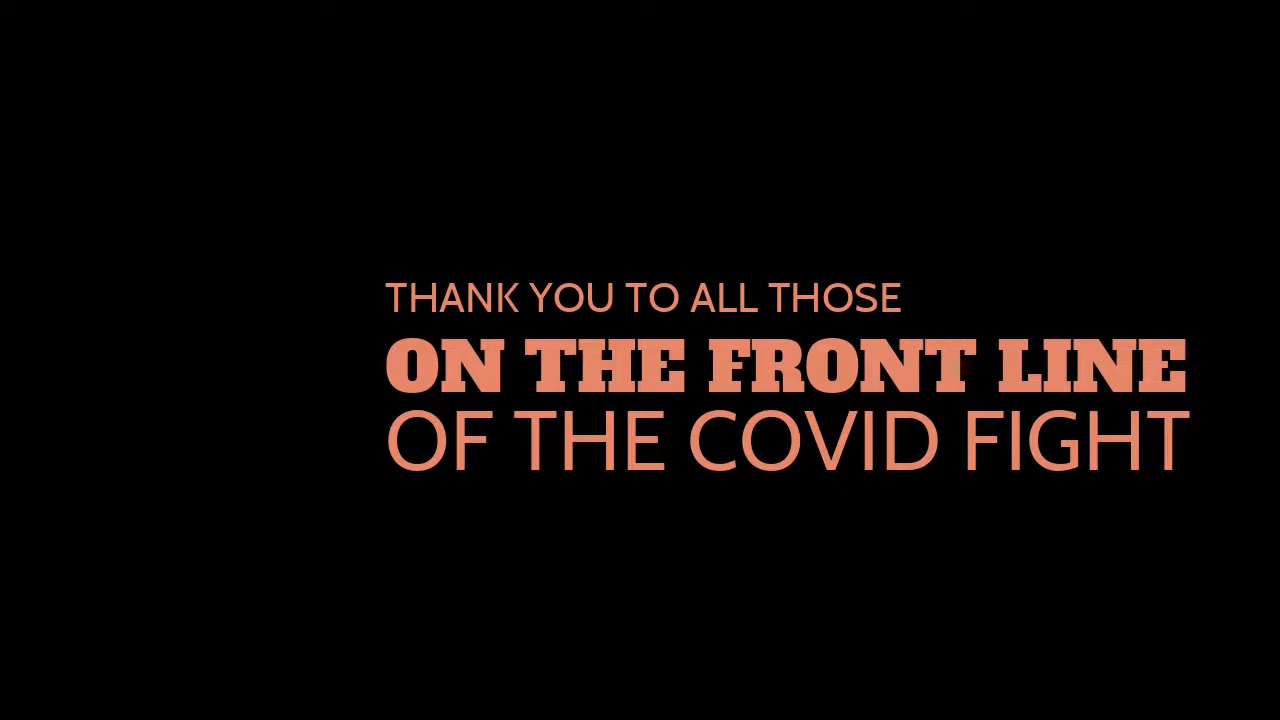 THANK YOU TO ALL THOSE
ON THE FRONT LINE
OF THE COVID FIGHT